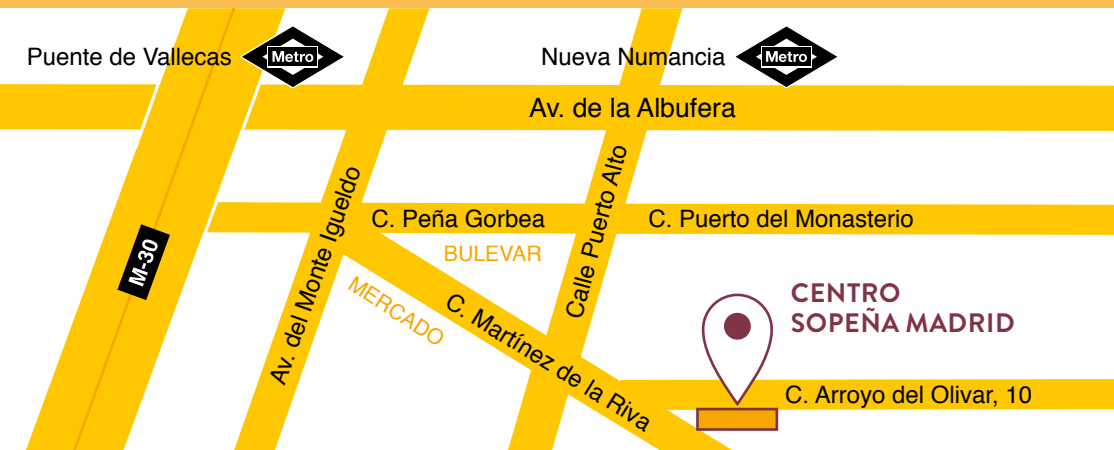 Puente de Vallecas
Metro
Nueva Numancia
Metro
Av. de la Albufera
Calle Puerto Alto
Av. del Monte Igueldo
C. Peña Gorbea
C. Puerto del Monasterio
BULEVAR
M-30
MERCADO
C. Martínez de la Riva
CENTRO
SOPEÑA MADRID
C. Arroyo del Olivar, 10